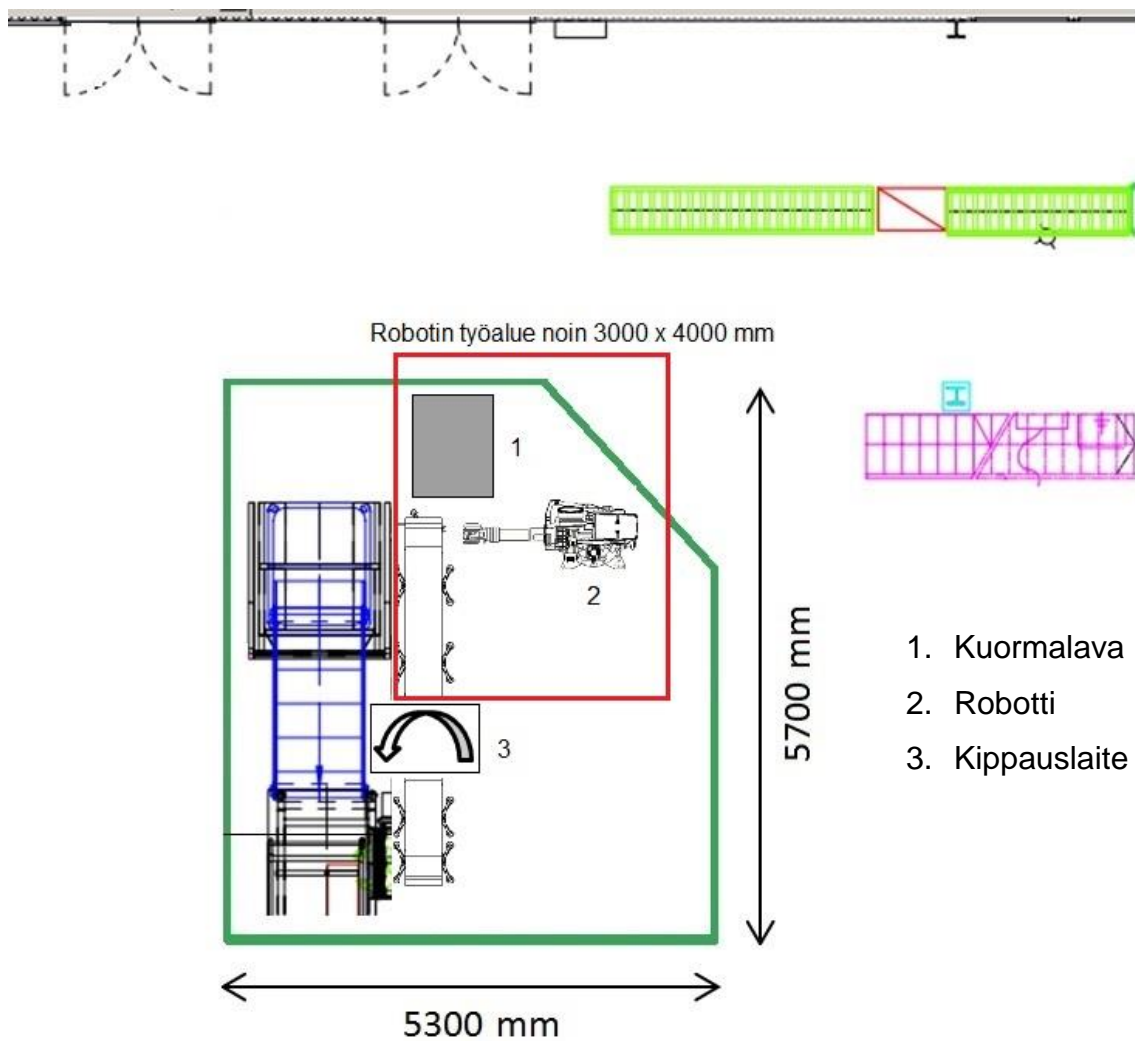 Robotin työalue noin 3000 x 4000 mm
1
2
3
5700 mm
5300 mm
1. Kuormalava
2. Robotti
3. Kippauslaite